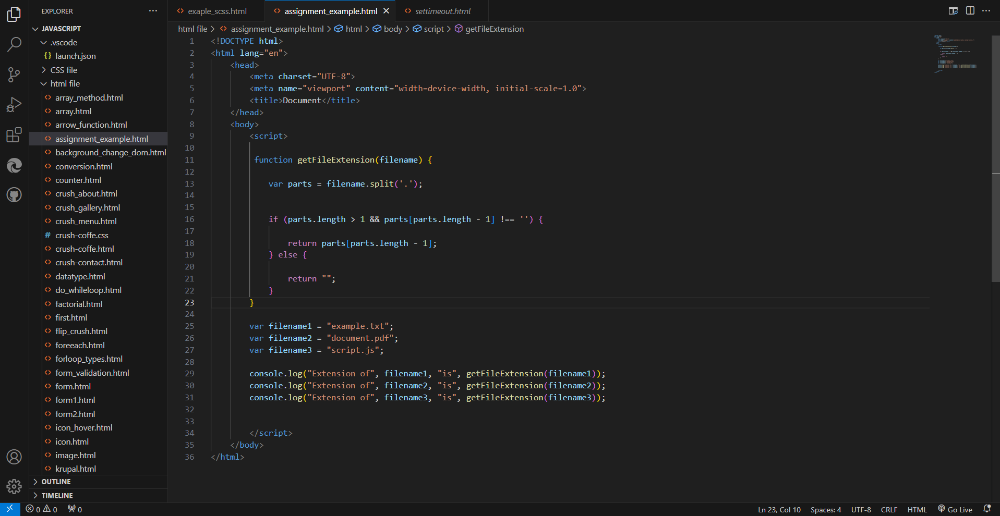 EXPLORER
JAVASCRIPT
.vscode
{} launch.json
CSS file
html file
<> array_method.html
<> array.html
<> arrow_function.html
<> assignment_example.html
<> background_change_dom.html
<> conversion.html
<> counter.html
<> crush_about.html
<> crush_gallery.html
<> crush_menu.html
# crush-coffe.css
<> crush-coffe.html
<> crush-contact.html
<> datatype.html
<> do_whileloop.html
<> factorial.html
<> first.html
<> flip_crush.html
<> foreeach.html
<> forloop_types.html
<> form_validation.html
<> form.html
<> form1.html
<> form2.html
<> icon_hover.html
<> icon.html
<> image.html
<> krupal.html
OUTLINE
TIMELINE
<> exaple_scss.html <> assignment_example.html <> settimeout.html
html file > <> assignment_example.html > html > body > script > getFileExtension
1 <!DOCTYPE html>
2 <html lang="en">
3 <head>
4 <meta charset="UTF-8">
5 <meta name="viewport" content="width=device-width, initial-scale=1.0">
6 <title>Document</title>
7 </head>
8 <body>
9 <script>
10
11 function getFileExtension(filename) {
12
13 var parts = filename.split('.');
14
15
16 if (parts.length > 1 && parts[parts.length - 1] !== '') {
17
18 return parts[parts.length - 1];
19 } else {
20
21 return "";
22 }
23 }
24
25 var filename1 = "example.txt";
26 var filename2 = "document.pdf";
27 var filename3 = "script.js";
28
29 console.log("Extension of", filename1, "is", getFileExtension(filename1));
30 console.log("Extension of", filename2, "is", getFileExtension(filename2));
31 console.log("Extension of", filename3, "is", getFileExtension(filename3));
32
33
34 </script>
35 </body>
36 </html>
0 0 0 Ln 23, Col 10 Spaces: 4 UTF-8 CRLF HTML Go Live